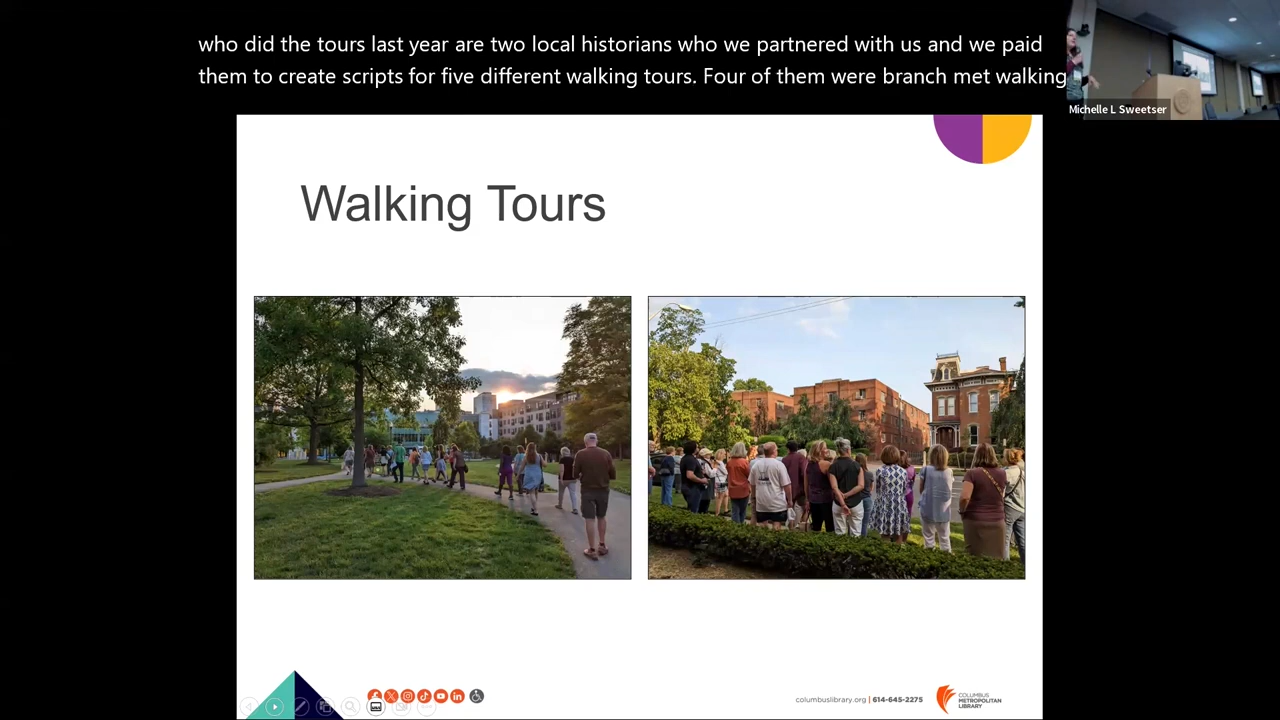 who did the tours last year are two local historians who we partnered with us and we paid
them to create scripts for five different walking tours. Four of them were branch met walking
Michelle L Sweetser
Walking Tours
columbuslibrary.org | 614-645-2275
COLUMBUS
METROPOLITAN
LIBRARY